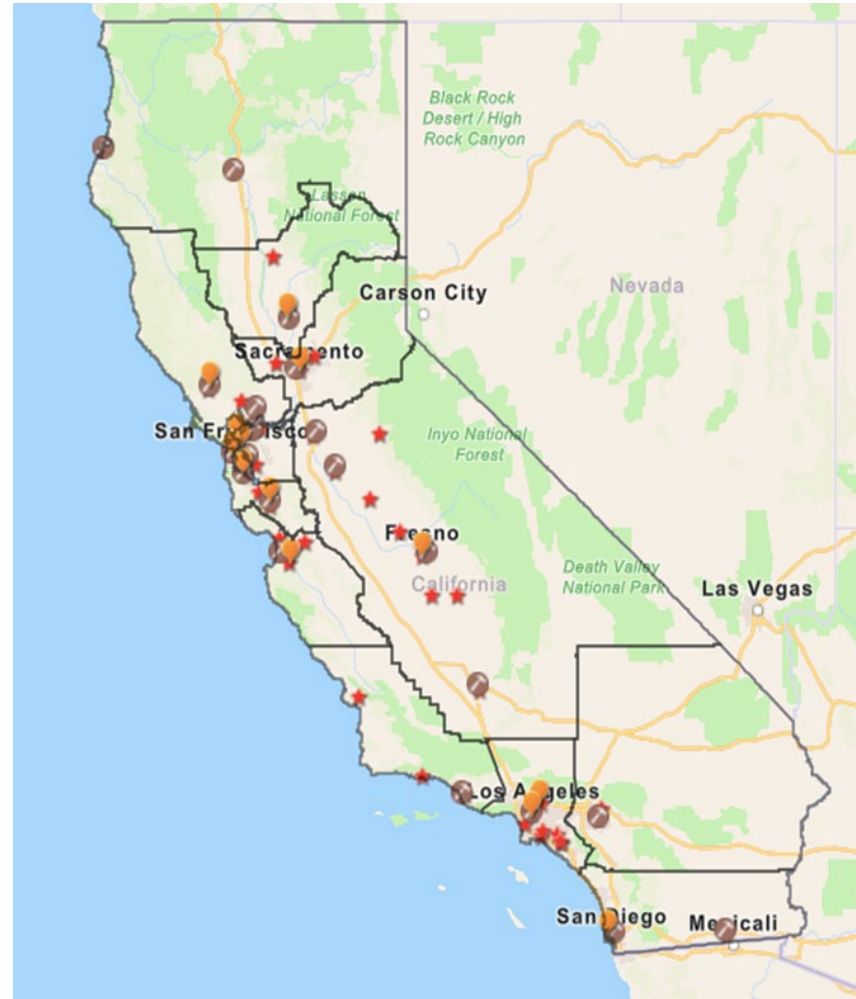 Black Rock
Desert / High
Rock Canyon
Lassen
National Forest
Carson City
Nevada
Sacramento
San Francisco
Inyo National
Forest
Fresno
California
Death Valley
National Park
Las Vegas
Los Angeles
San Diego
Mexicali